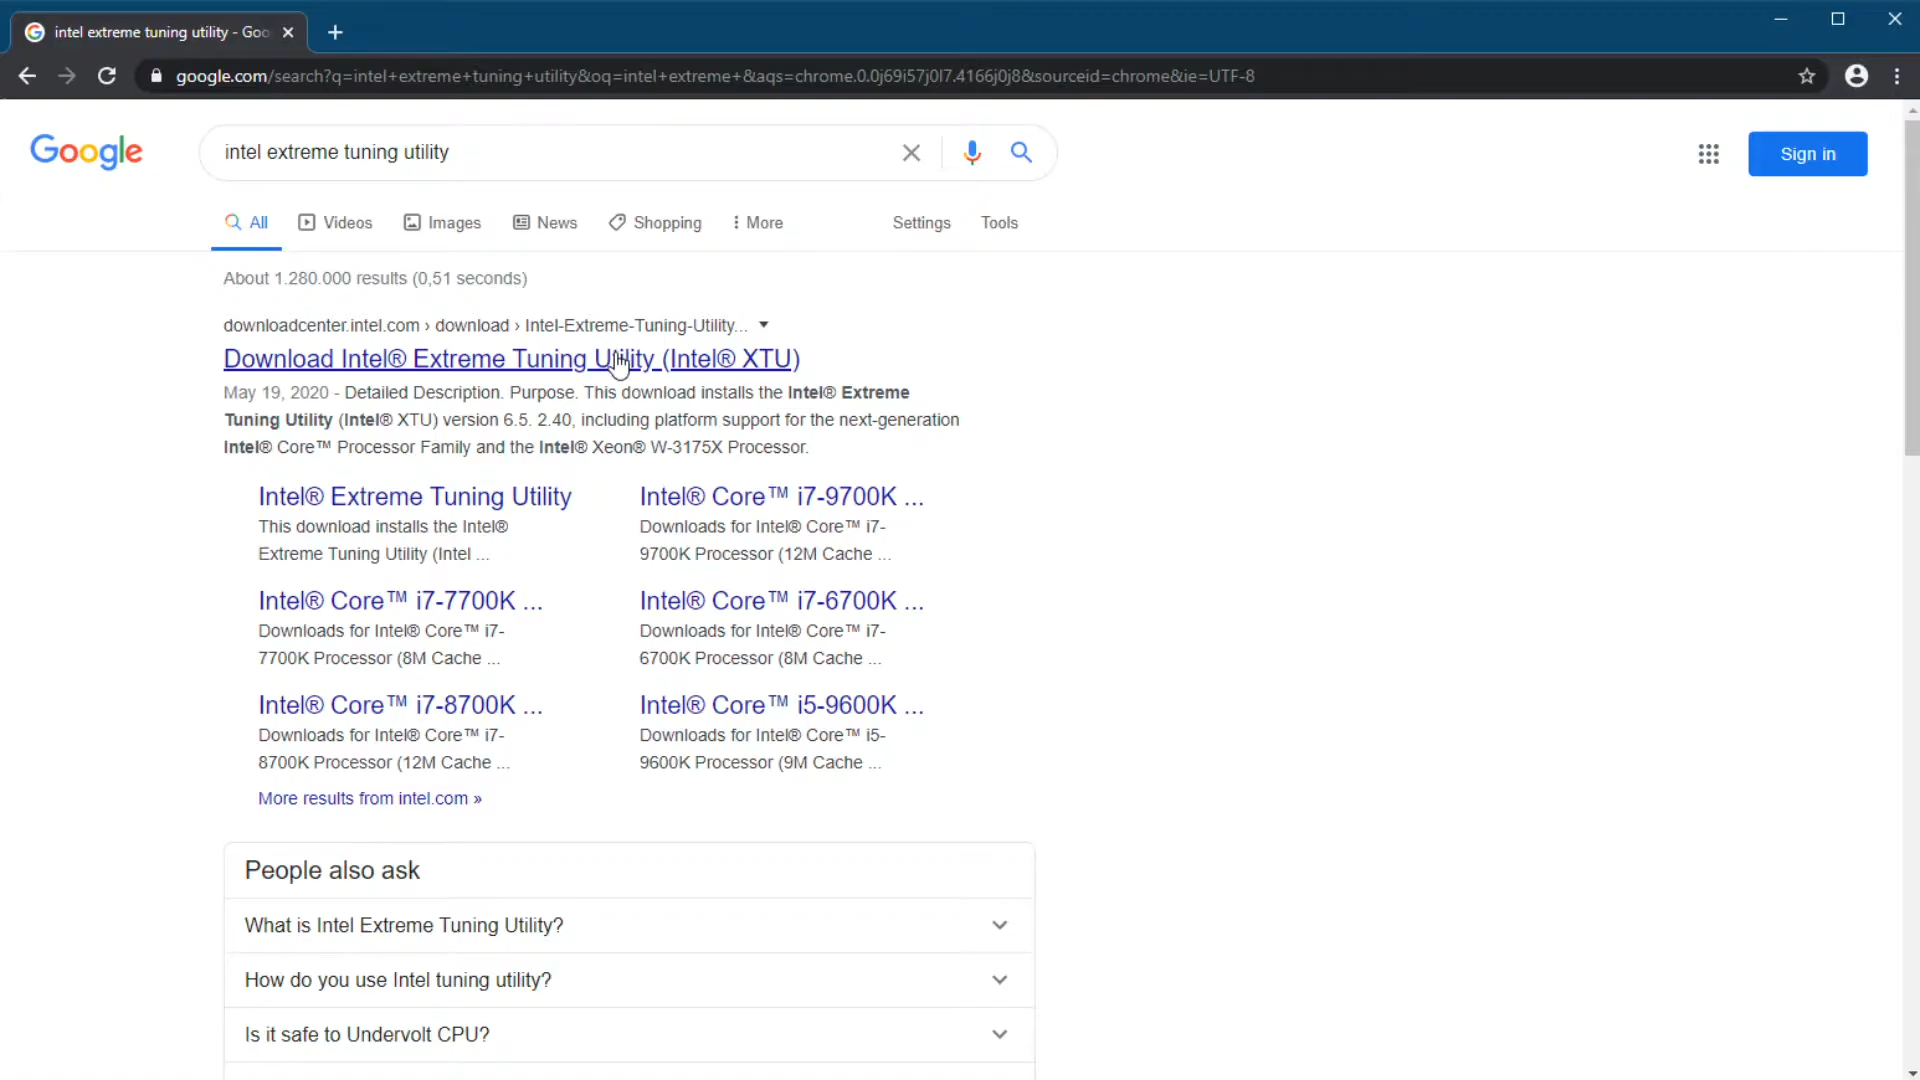 intel extreme tuning utility - Goo
google.com/search?q=intel+extreme+tuning+utility&oq=intel+extreme+&aqs=chrome.0.0j69i57j0l7.4166j0j8&sourceid=chrome&ie=UTF-8
Google
intel extreme tuning utility
Sign in
All Videos Images News Shopping More Settings Tools
About 1.280.000 results (0,51 seconds)
downloadcenter.intel.com › download › Intel-Extreme-Tuning-Utility...
Download Intel® Extreme Tuning Utility (Intel® XTU)
May 19, 2020 - Detailed Description. Purpose. This download installs the Intel® Extreme
Tuning Utility (Intel® XTU) version 6.5. 2.40, including platform support for the next-generation
Intel® Core™ Processor Family and the Intel® Xeon® W-3175X Processor.
Intel® Extreme Tuning Utility
This download installs the Intel®
Extreme Tuning Utility (Intel ...
Intel® Core™ i7-9700K ...
Downloads for Intel® Core™ i7-
9700K Processor (12M Cache ...
Intel® Core™ i7-7700K ...
Downloads for Intel® Core™ i7-
7700K Processor (8M Cache ...
Intel® Core™ i7-6700K ...
Downloads for Intel® Core™ i7-
6700K Processor (8M Cache ...
Intel® Core™ i7-8700K ...
Downloads for Intel® Core™ i7-
8700K Processor (12M Cache ...
Intel® Core™ i5-9600K ...
Downloads for Intel® Core™ i5-
9600K Processor (9M Cache ...
More results from intel.com »
People also ask
What is Intel Extreme Tuning Utility?
How do you use Intel tuning utility?
Is it safe to Undervolt CPU?